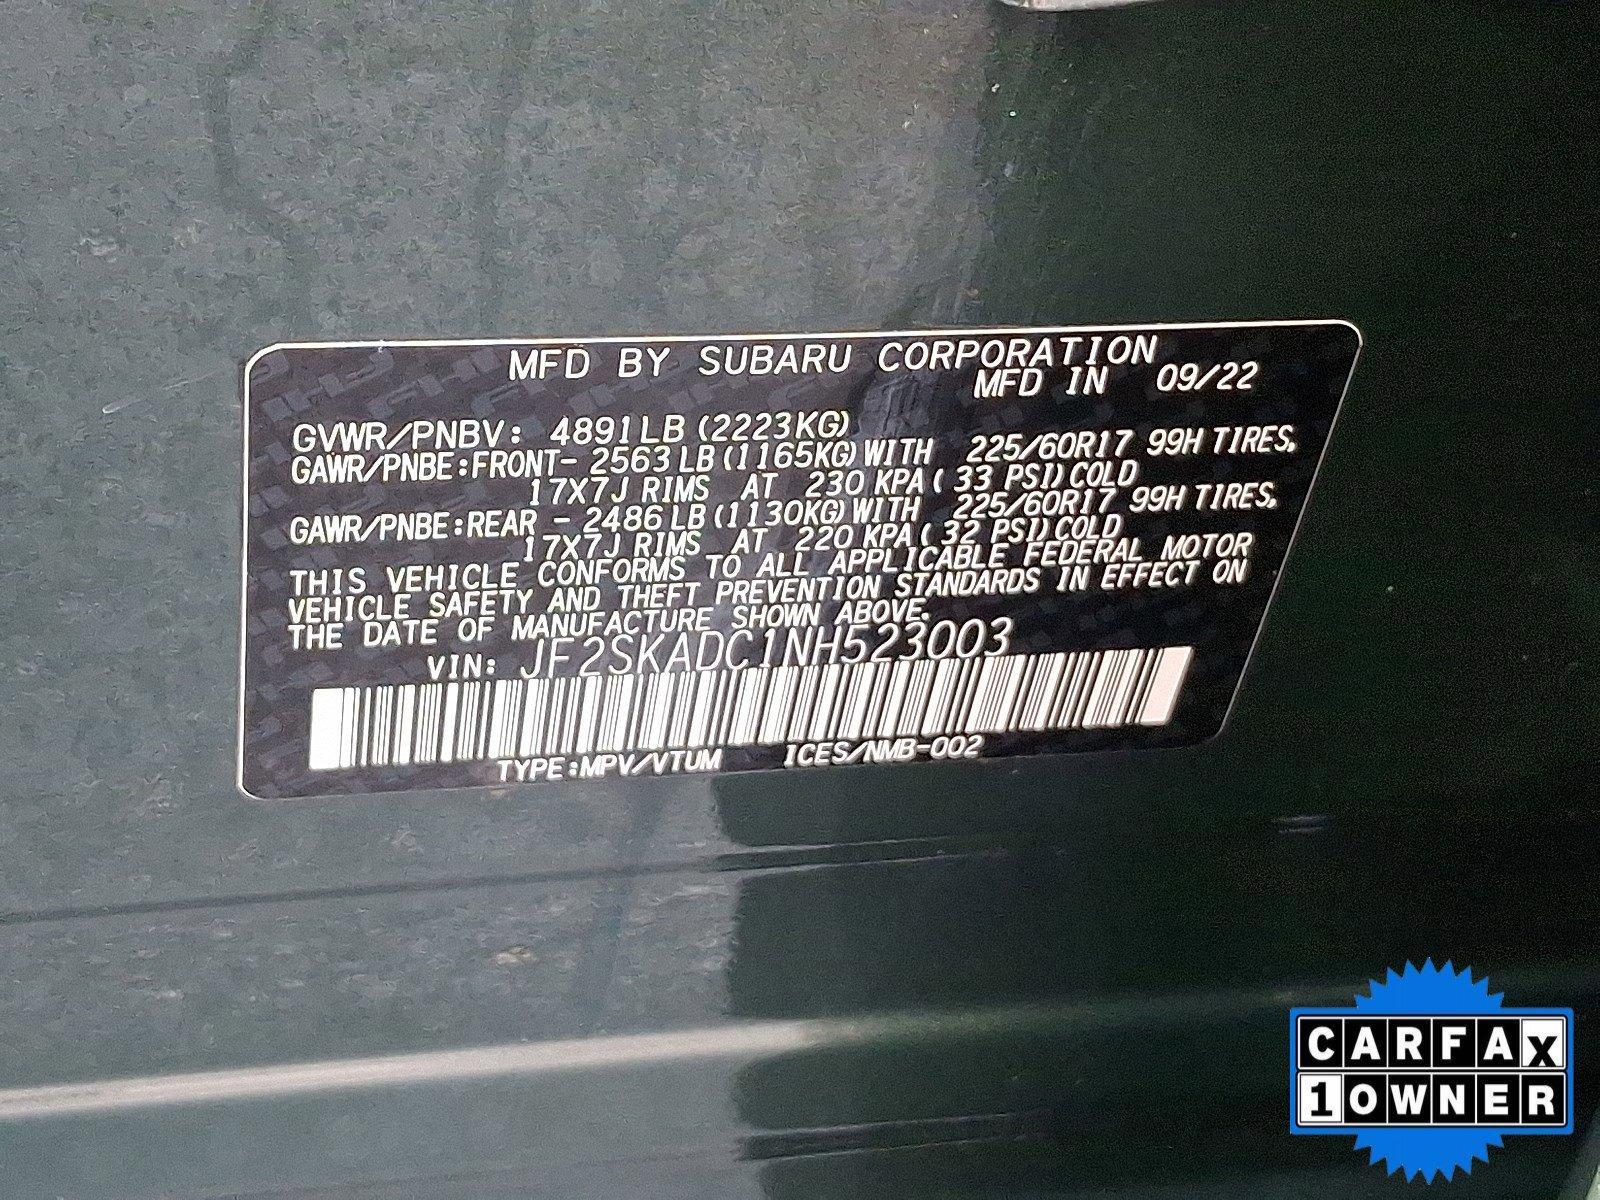 MFD BY SUBARU CORPORATION
MFD IN 09/22
GVWR/PNBV: 4891LB (2223KG)
GAWR/PNBE:FRONT- 2563 LB (1165KG) WITH 225/60R17 99H TIRES,
17X7J RIMS AT 230 KPA( 33 PSI) COLD
GAWR/PNBE:REAR - 2486 LB (1130KG) WITH 225/60R17 99H TIRES,
17X7J RIMS AT 220 KPA( 32 PSI) COLD
THIS VEHICLE CONFORMS TO ALL APPLICABLE FEDERAL MOTOR
VEHICLE SAFETY AND THEFT PREVENTION STANDARDS IN EFFECT ON
THE DATE OF MANUFACTURE SHOWN ABOVE.
VIN: JF2SKADC1NH523003
TYPE:MPV/VTUM ICES/NMB-002
CARFAX
1 OWNER